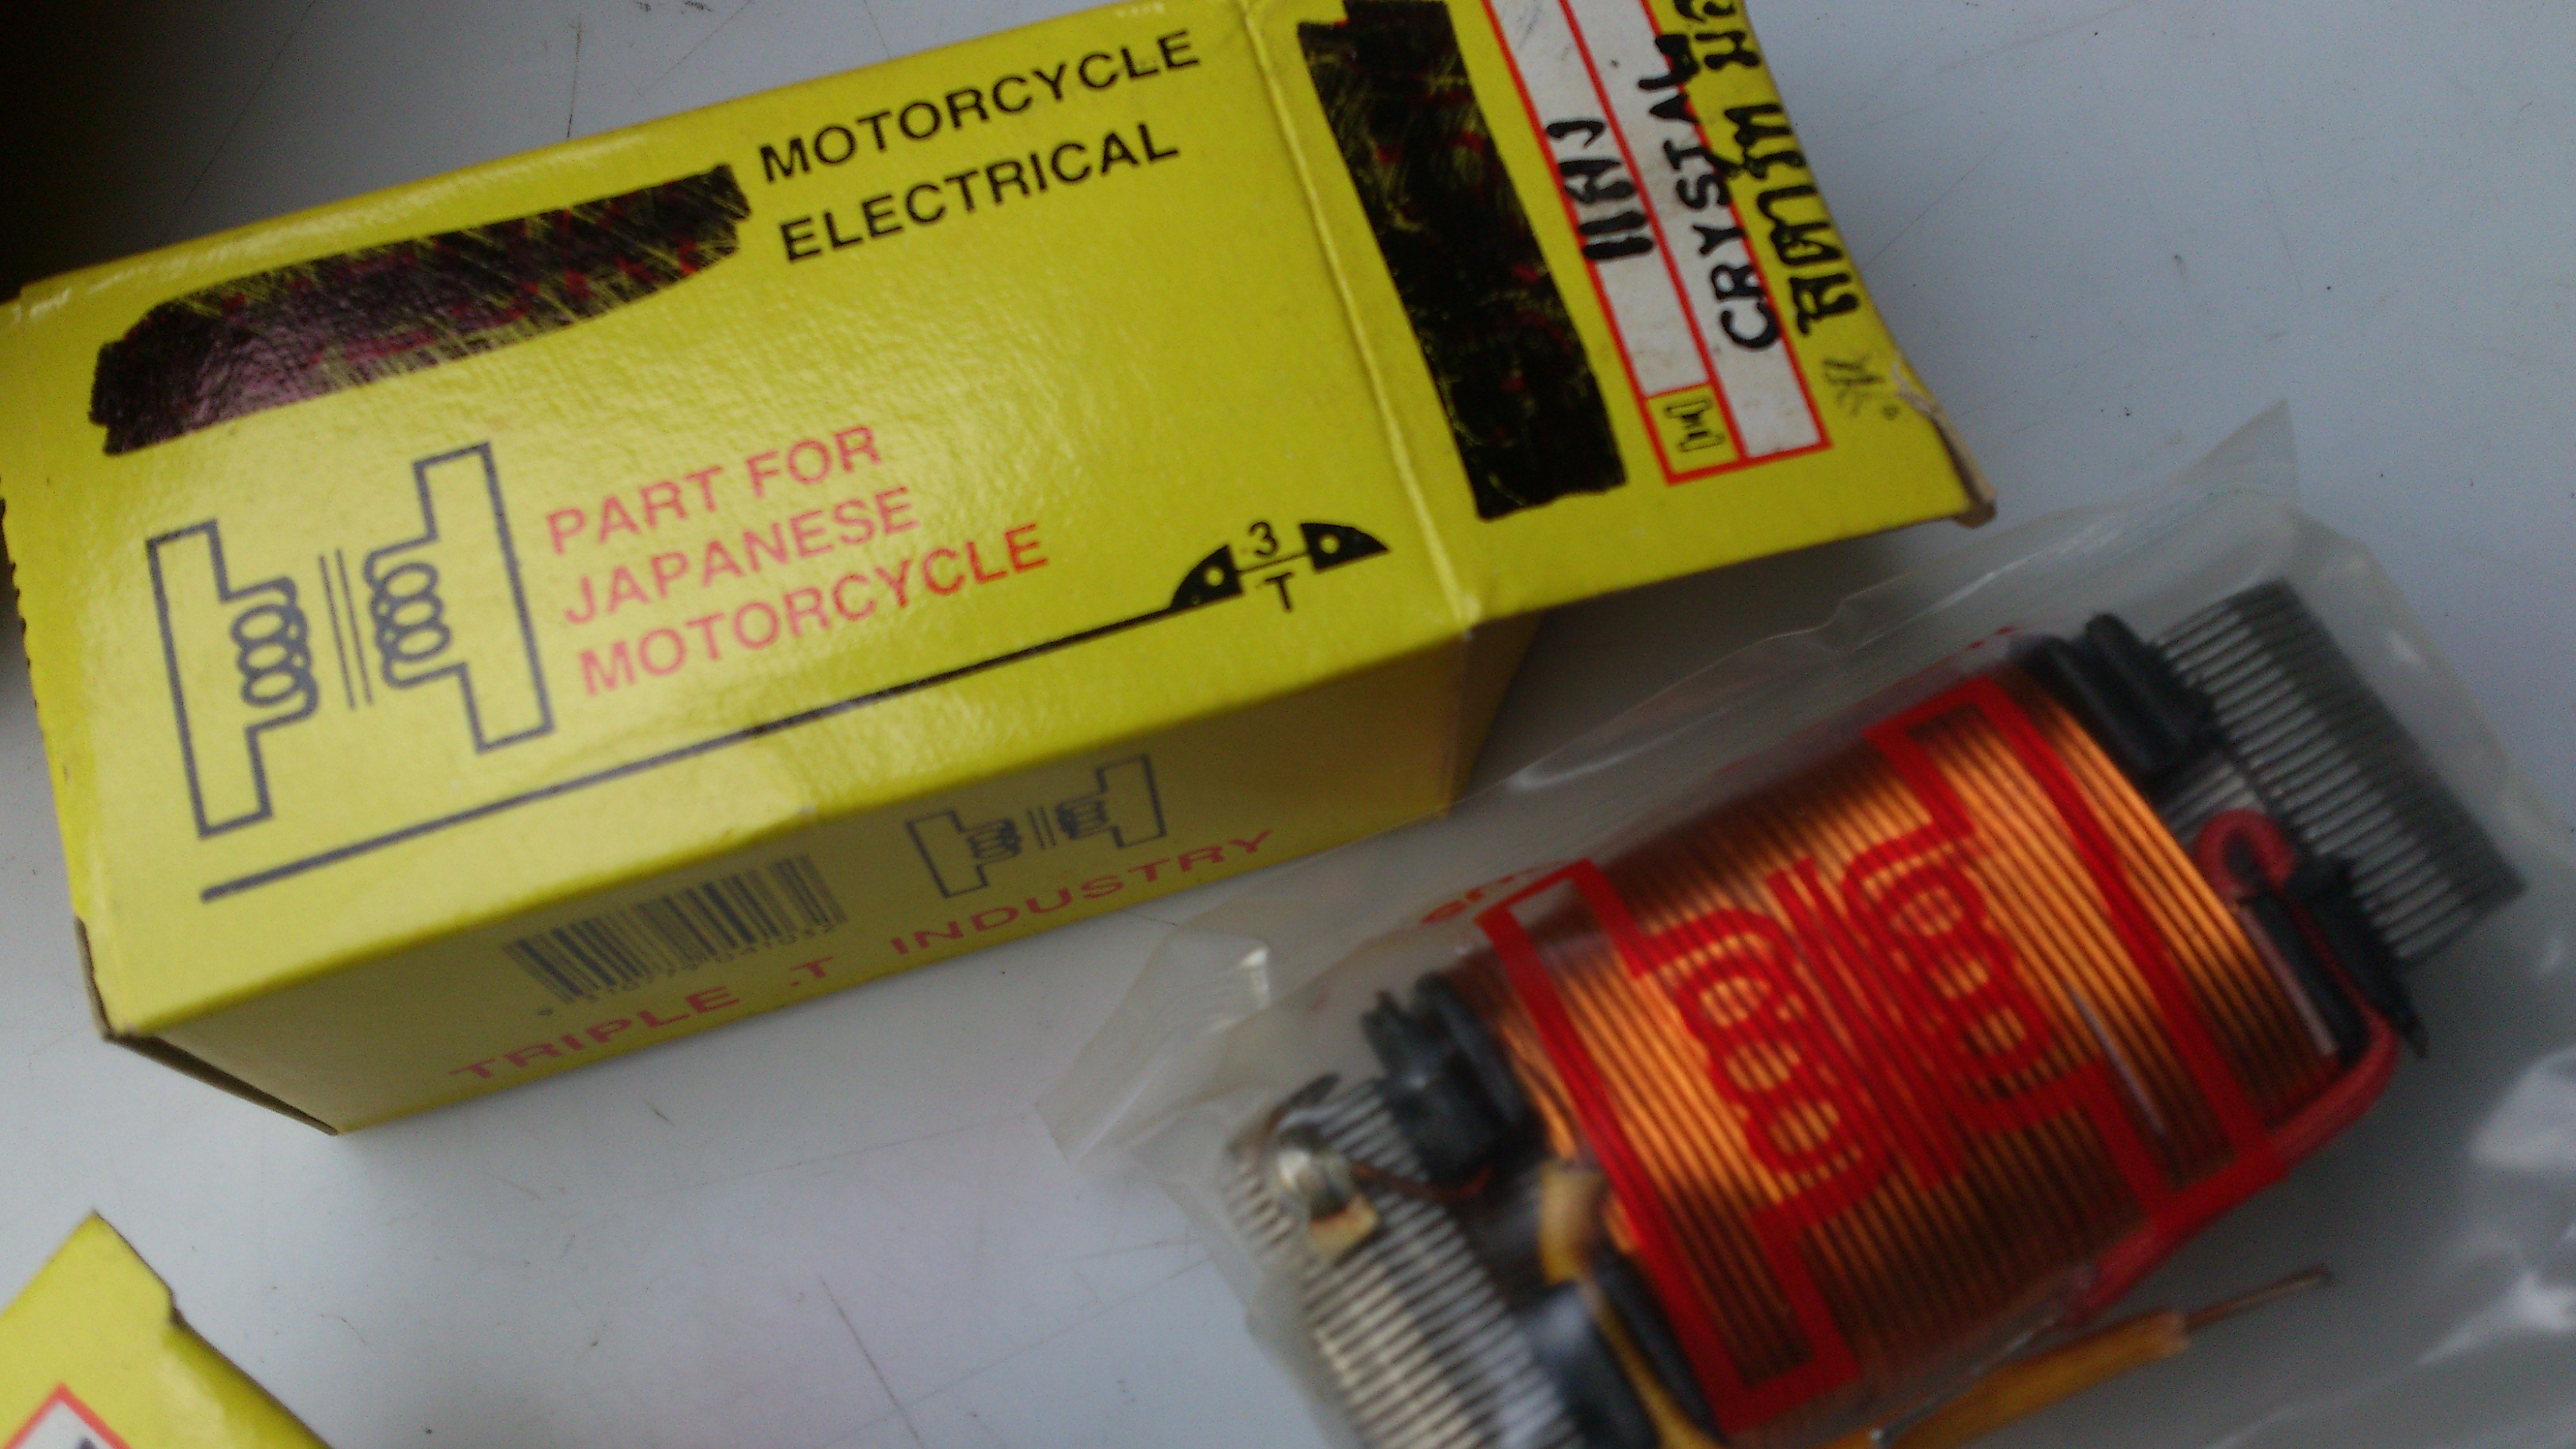 MOTORCYCLE
ELECTRICAL
PART FOR
JAPANESE
MOTORCYCLE
3
T
TRIPLE .T INDUSTRY
CRYSTAL